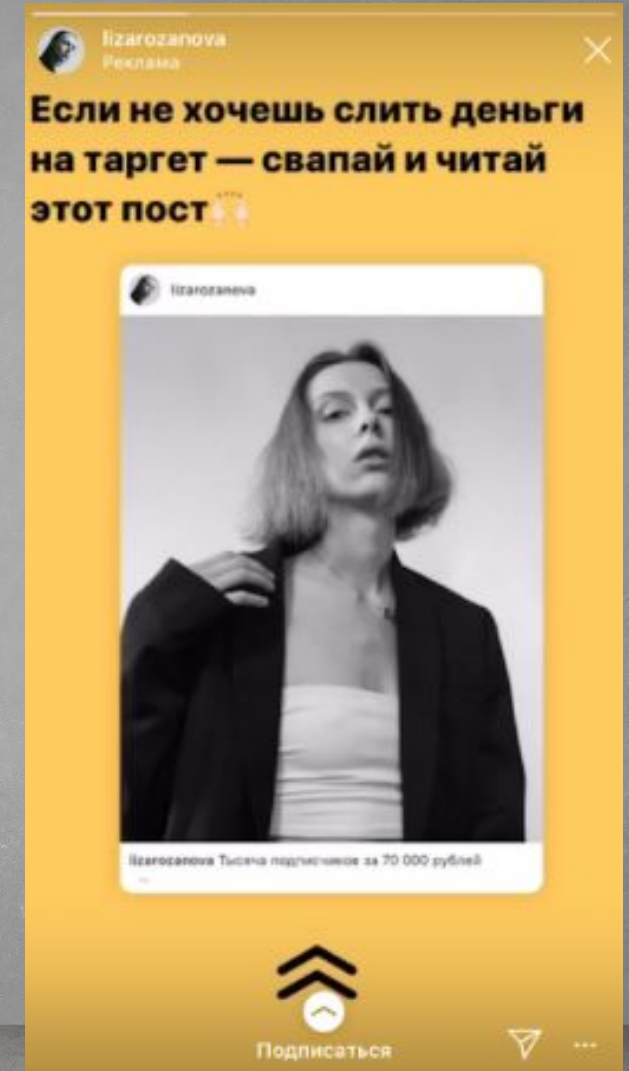 lizarozanova
Реклама
Если не хочешь слить деньги
на таргет — свапай и читай
этот пост🙌🏻
lizarozanova
lizarozanova Тысяча подписчиков за 70 000 рублей
...
Подписаться